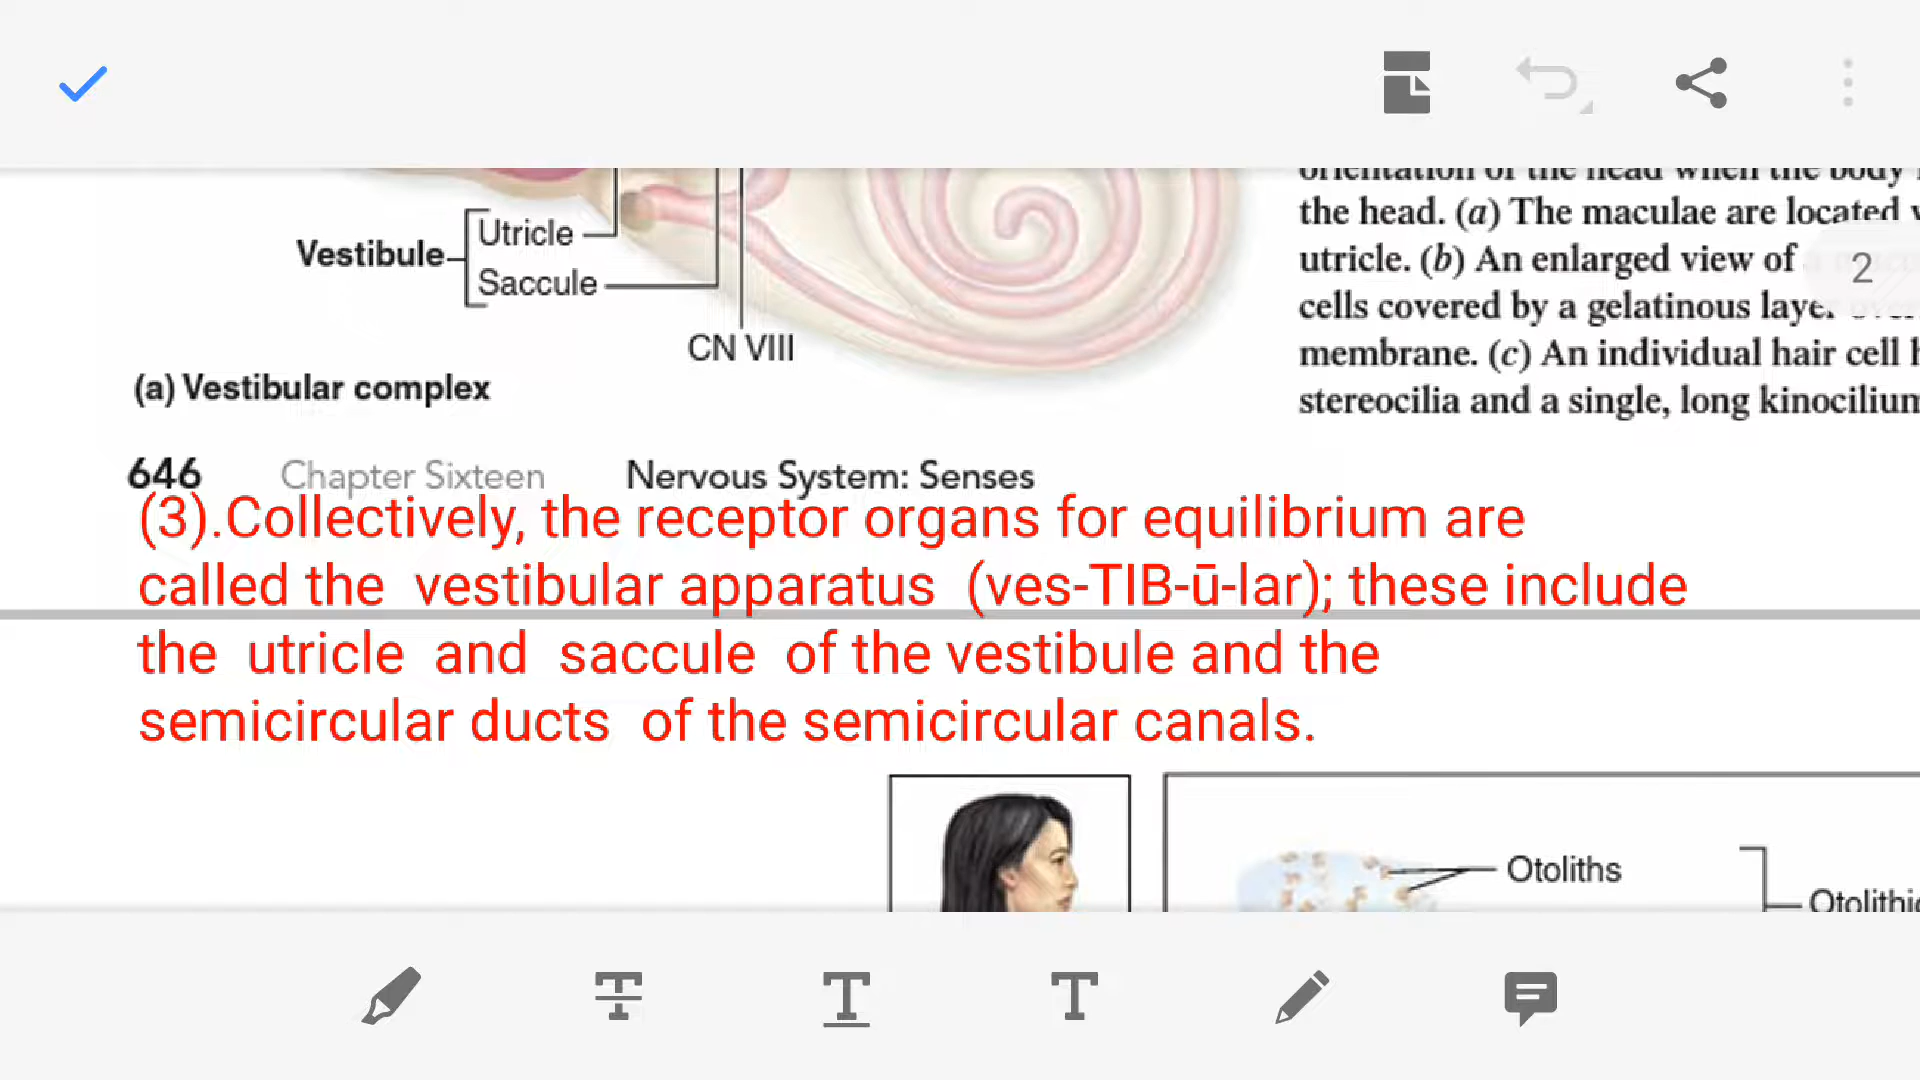 the head. (a) The maculae are located
utricle. (b) An enlarged view of
2
cells covered by a gelatinous
membrane. (c) An individual hair cell
stereocilia and a single, long
Vestibule
Utricle
Saccule
CN VIII
(a) Vestibular complex
646 Chapter Sixteen Nervous System: Senses
(3).Collectively, the receptor organs for equilibrium are
called the vestibular apparatus (ves-TIB-ū-lar); these include
the utricle and saccule of the vestibule and the
semicircular ducts of the semicircular canals.
Otoliths